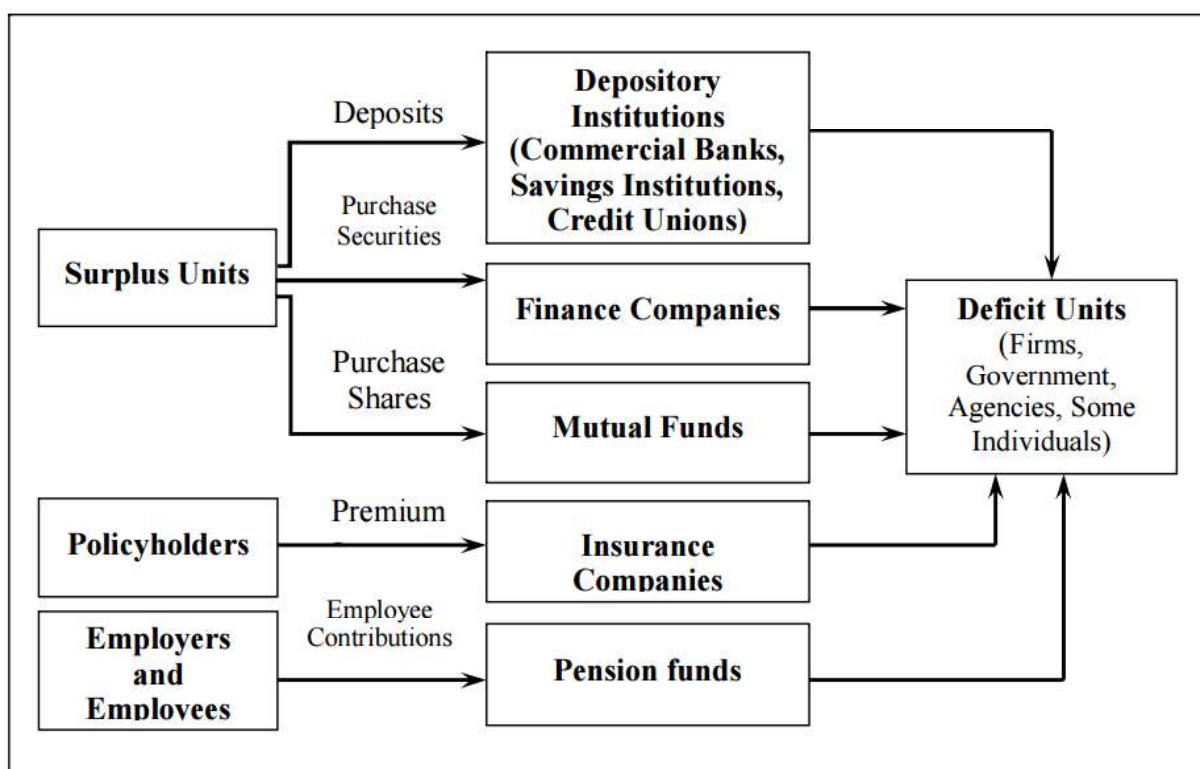 Deposits
Depository
Institutions
(Commercial Banks,
Savings Institutions,
Credit Unions)
Purchase
Securities
Surplus Units
Finance Companies
Deficit Units
(Firms,
Government,
Agencies, Some
Individuals)
Purchase
Shares
Mutual Funds
Policyholders
Premium
Insurance
Companies
Employers
and
Employees
Employee
Contributions
Pension funds